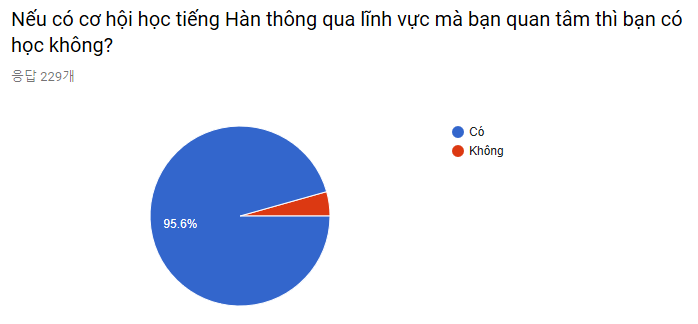 Nếu có cơ hội học tiếng Hàn thông qua lĩnh vực mà bạn quan tâm thì bạn có
học không?
응답 229개
Có
Không
95.6%